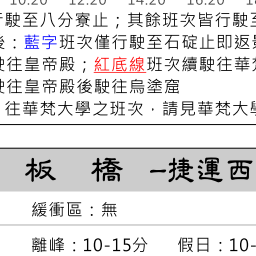 行駛至八分寮止；其餘班次皆行駛至
後：藍字班次僅行駛至石碇止即返
駛往皇帝殿；紅底線班次續駛往華梵
駛往皇帝殿後駛往烏塗窟
往華梵大學之班次，請見華梵大
板 橋 –捷運西
緩衝區：無
離峰：10-15分 假日：10-